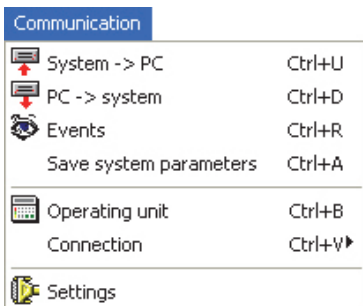 Communication
System -> PC Ctrl+U
PC -> system Ctrl+D
Events Ctrl+R
Save system parameters Ctrl+A
Operating unit Ctrl+B
Connection Ctrl+V
Settings